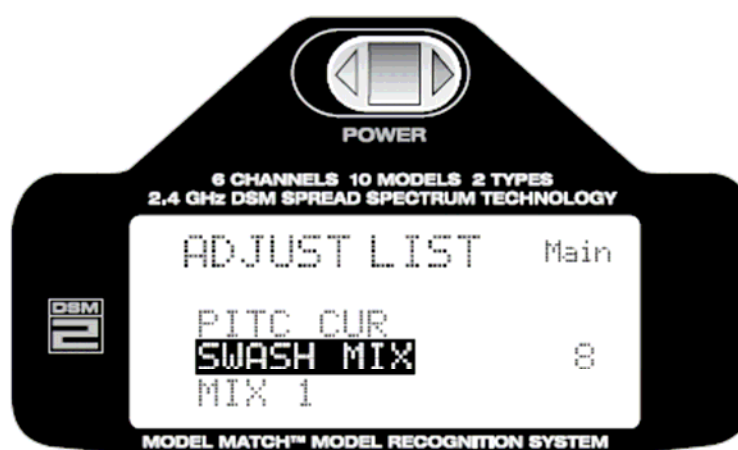 POWER
6 CHANNELS 10 MODELS 2 TYPES
2.4 GHz DSM SPREAD SPECTRUM TECHNOLOGY
ADJUST LIST Main
DSM
2
PITC CUR
SWASH MIX 8
MIX 1
MODEL MATCH™ MODEL RECOGNITION SYSTEM